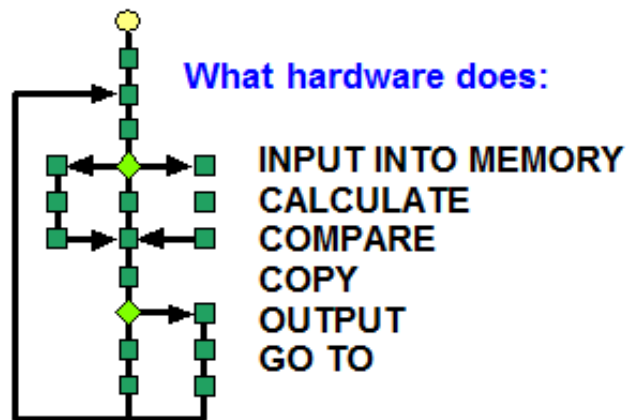 What hardware does:
INPUT INTO MEMORY
CALCULATE
COMPARE
COPY
OUTPUT
GO TO